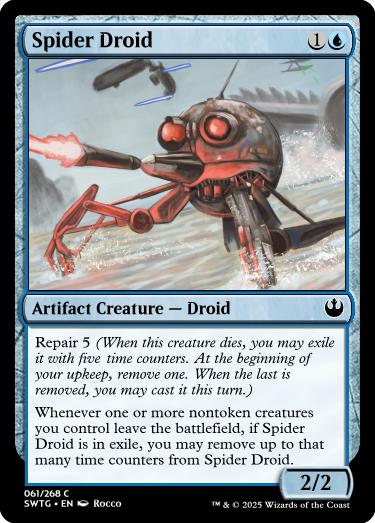 Spider Droid
1
Artifact Creature — Droid
Repair 5 (When this creature dies, you may exile
it with five time counters. At the beginning of
your upkeep, remove one. When the last is
removed, you may cast it this turn.)
Whenever one or more nontoken creatures
you control leave the battlefield, if Spider
Droid is in exile, you may remove up to that
many time counters from Spider Droid.
2/2
061/268 C
SWTG • EN Rocco
™ & © 2025 Wizards of the Coast